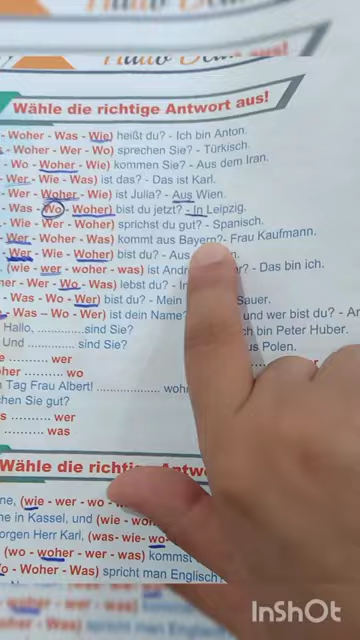 aus!
Wähle die richtige Antwort aus!
- Woher - Was - Wie) heißt du? - Ich bin Anton.
- Woher - Wer - Wo) sprechen Sie? - Türkisch.
- Wo - Woher - Wie) kommen Sie? - Aus dem Iran.
- Wer - Wie - Was) ist das? - Das ist Karl.
- Wer - Woher - Wie) ist Julia? - Aus Wien.
- Was - Wo - Woher) bist du jetzt? - In Leipzig.
- Wie - Wer - Woher) sprichst du gut? - Spanisch.
- Wer - Woher - Was) kommt aus Bayern? - Frau Kaufmann.
- Wer - Wie - Woher) bist du? - Aus
(wie - wer - woher - was) ist ? - Das bin ich.
- Wer - Wo - Was) lebst du? -
- Was - Wo - Wer) bist du? - Mein Sauer.
- Was – Wo - Wer) ist dein Name? und wer bist du? -
Hallo, ................sind Sie? ch bin Peter Huber.
Und ............... sind Sie? us Polen.
.......... wer
.......... wo
Tag Frau Albert! ................... woh
chen Sie gut?
.......... wer
.......... was
Wähle die richtig Antw
ne, (wie - wer - wo -
ne in Kassel, und (wie - wo
orgen Herr Karl, (was- wie- wo-
(wo - woher - wer - was) kommst
- Woher - Was) spricht man Englisch?
InShOt